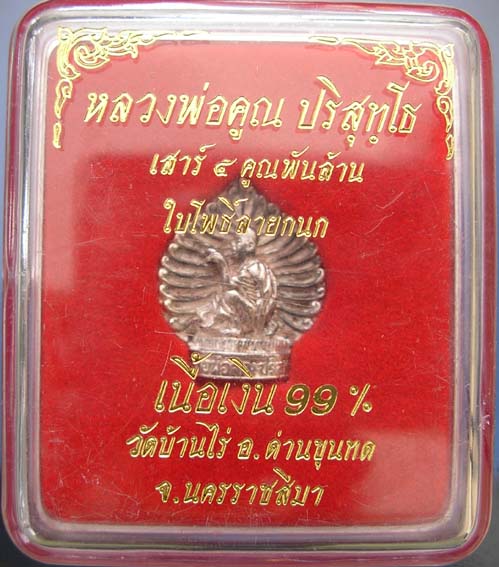 หลวงพ่อคูณ ปริสุทฺโธ
เสาร์ ๕ คูณพันล้าน
ใบโพธิ์ลายกนก
เนื้อเงิน 99 %
วัดบ้านไร่ อ.ด่านขุนทด
จ.นครราชสีมา